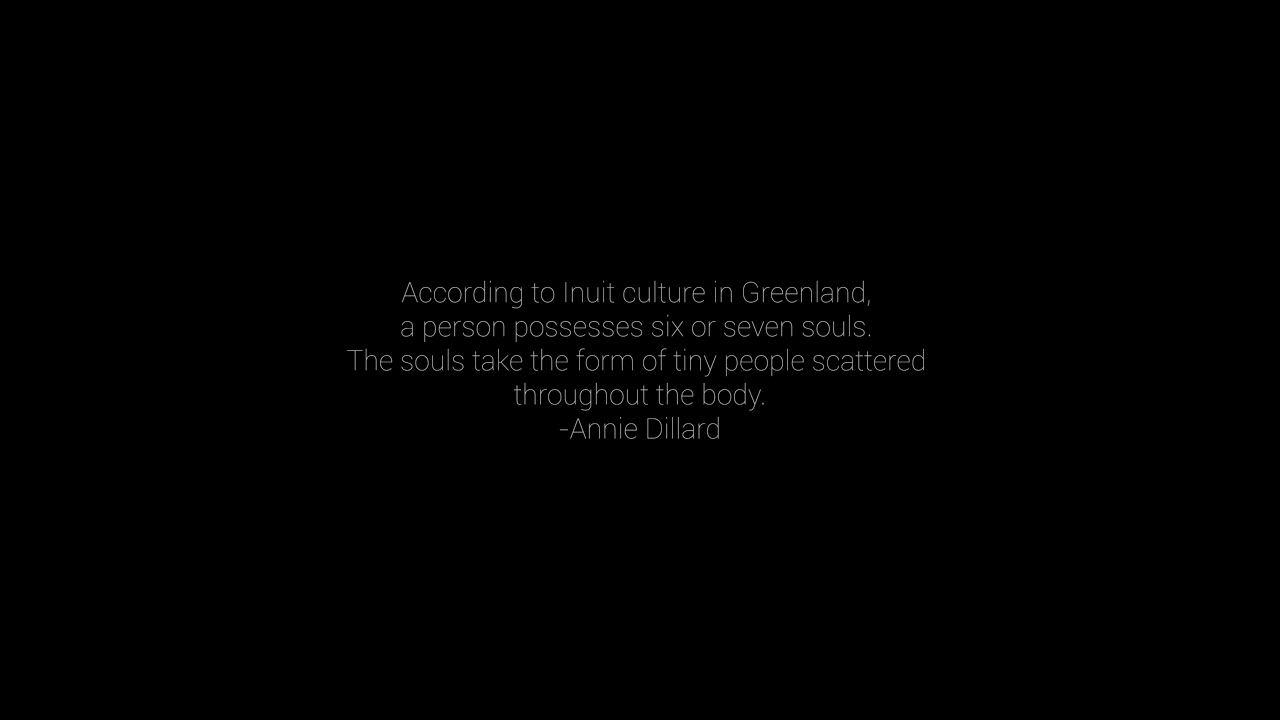 According to Inuit culture in Greenland,
a person possesses six or seven souls.
The souls take the form of tiny people scattered
throughout the body.
-Annie Dillard